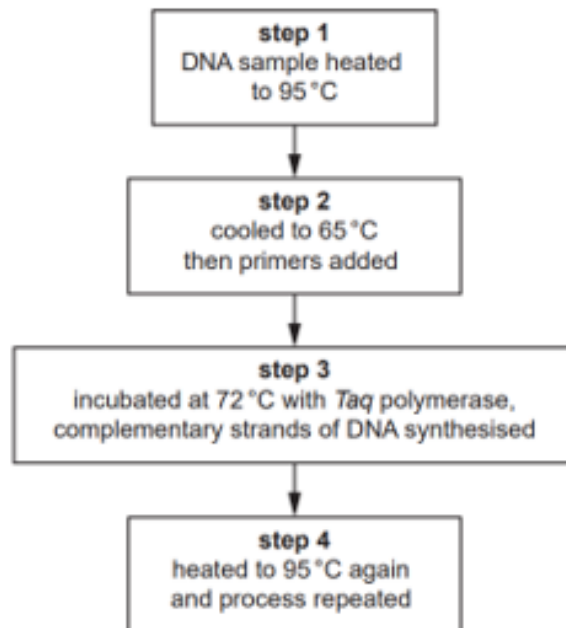 step 1
DNA sample heated
to 95 °C
step 2
cooled to 65 °C
then primers added
step 3
incubated at 72 °C with Taq polymerase,
complementary strands of DNA synthesised
step 4
heated to 95 °C again
and process repeated